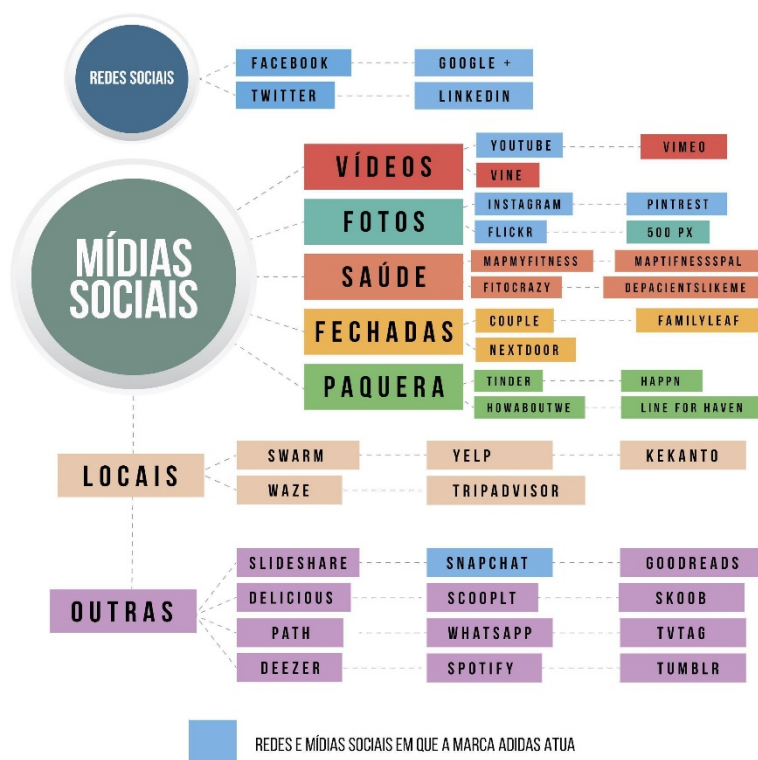 REDES SOCIAIS
FACEBOOK
GOOGLE +
TWITTER
LINKEDIN
MÍDIAS
SOCIAIS
VÍDEOS
YOUTUBE
VIMEO
VINE
FOTOS
INSTAGRAM
PINTREST
FLICKR
500 PX
SAÚDE
MAPMYFITNESS
MAPTIFNESSSPAL
FITOCRAZY
DEPACIENTSLIKEME
FECHADAS
COUPLE
FAMILYLEAF
NEXTDOOR
PAQUERA
TINDER
HAPPN
HOWABOUTWE
LINE FOR HAVEN
LOCAIS
SWARM
YELP
KEKANTO
WAZE
TRIPADVISOR
OUTRAS
SLIDESHARE
SNAPCHAT
GOODREADS
DELICIOUS
SCOOPLT
SKOOB
PATH
WHATSAPP
TVTAG
DEEZER
SPOTIFY
TUMBLR
REDES E MÍDIAS SOCIAIS EM QUE A MARCA ADIDAS ATUA